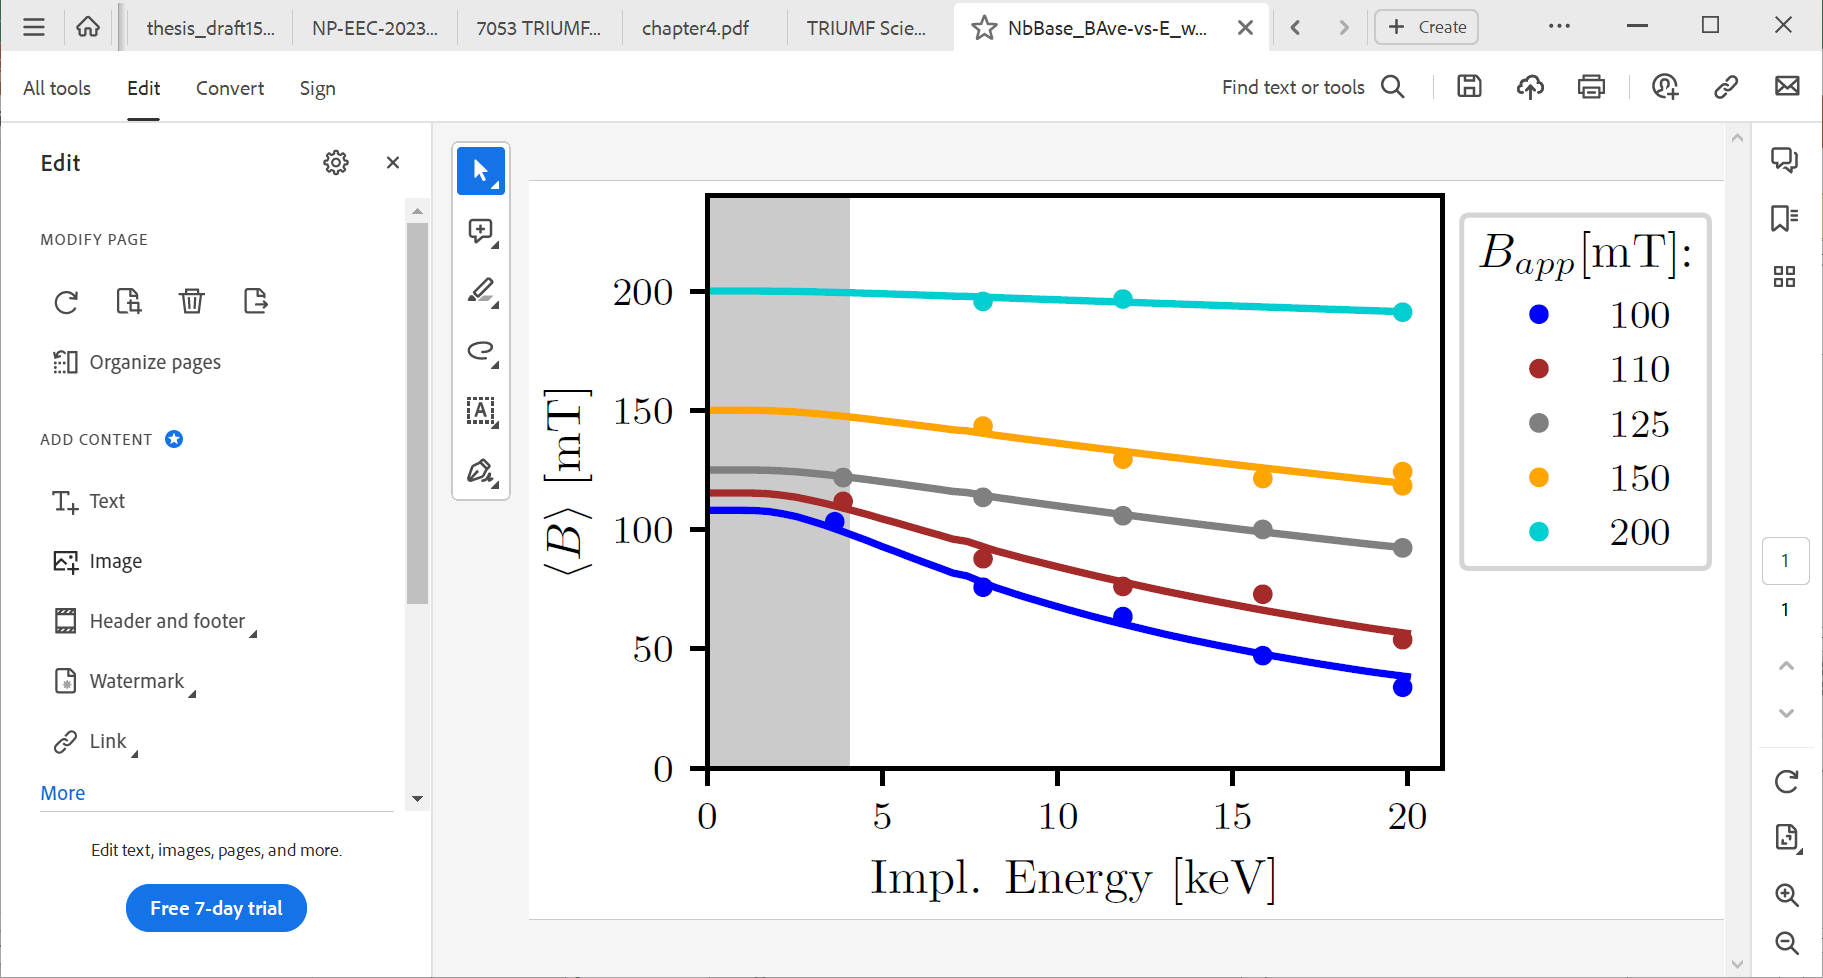 thesis_draft15...
NP-EEC-2023...
7053 TRIUMF...
chapter4.pdf
TRIUMF Scie...
NbBase_BAve-vs-E_w...
Create
All tools
Edit
Convert
Sign
Find text or tools
Edit
MODIFY PAGE
Organize pages
ADD CONTENT
Text
Image
Header and footer
Watermark
Link
More
Edit text, images, pages, and more.
Free 7-day trial
⟨B⟩ [mT]
200
150
100
50
0
0 5 10 15 20
Impl. Energy [keV]
B_app[mT]:
100
110
125
150
200
1
1